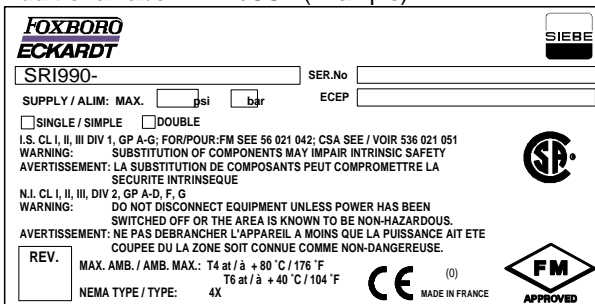 FOXBORO
ECKARDT
SIEBE
SRI990-
SER.No
SUPPLY / ALIM: MAX. psi bar
ECEP
SINGLE / SIMPLE DOUBLE
I.S. CL I, II, III DIV 1, GP A-G; FOR/POUR:FM SEE 56 021 042; CSA SEE / VOIR 536 021 051
WARNING: SUBSTITUTION OF COMPONENTS MAY IMPAIR INTRINSIC SAFETY
AVERTISSEMENT: LA SUBSTITUTION DE COMPOSANTS PEUT COMPROMETTRE LA
SECURITE INTRINSEQUE
N.I. CL I, II, III, DIV 2, GP A-D, F, G
WARNING: DO NOT DISCONNECT EQUIPMENT UNLESS POWER HAS BEEN
SWITCHED OFF OR THE AREA IS KNOWN TO BE NON-HAZARDOUS.
AVERTISSEMENT: NE PAS DEBRANCHER L'APPAREIL A MOINS QUE LA PUISSANCE AIT ETE
COUPEE DU LA ZONE SOIT CONNUE COMME NON-DANGEREUSE.
REV.
MAX. AMB. / AMB. MAX.: T4 at / à + 80 °C / 176 °F
T6 at / à + 40 °C / 104 °F
NEMA TYPE / TYPE: 4X
CE
(0)
MADE IN FRANCE
SA
FM
APPROVED